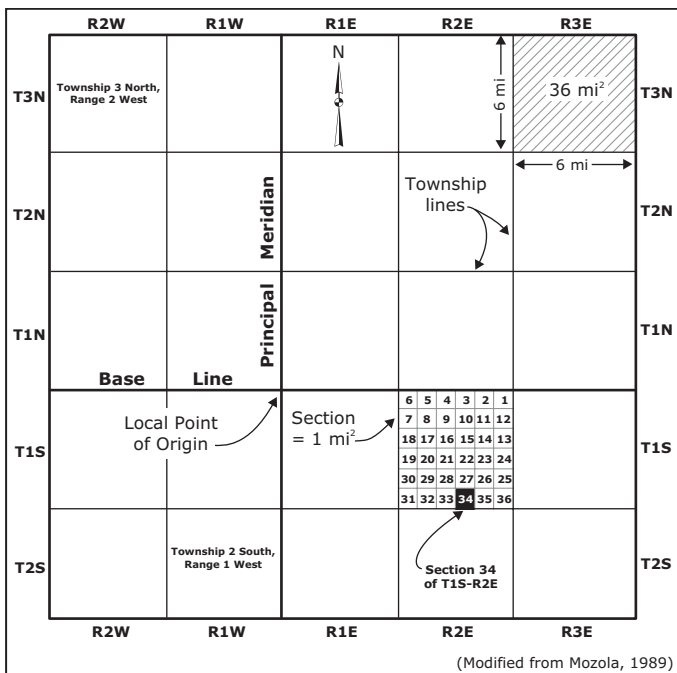 R2W R1W R1E R2E R3E
T3N
Township 3 North,
Range 2 West
N
6 mi
36 mi²
T3N
6 mi
Township
lines
T2N
Meridian
T2N
T1N
Principal
T1N
Base Line
Local Point
of Origin
Section
= 1 mi²
6 5 4 3 2 1
7 8 9 10 11 12
18 17 16 15 14 13
19 20 21 22 23 24
30 29 28 27 26 25
31 32 33 34 35 36
T1S
T1S
T2S
Township 2 South,
Range 1 West
Section 34
of T1S-R2E
T2S
R2W R1W R1E R2E R3E
(Modified from Mozola, 1989)